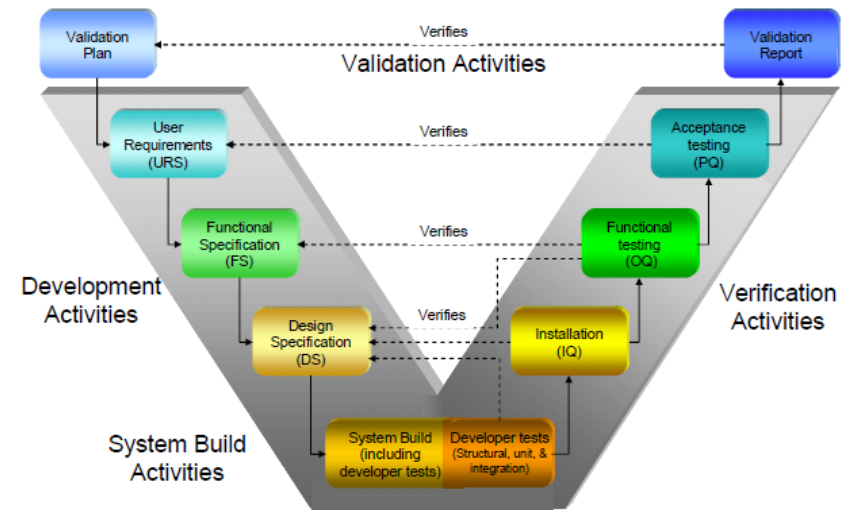 Validation
Plan
Verifies
Validation Activities
Validation
Report
User
Requirements
(URS)
Verifies
Acceptance
testing
(PQ)
Functional
Specification
(FS)
Verifies
Functional
testing
(OQ)
Development
Activities
Verification
Activities
Design
Specification
(DS)
Verifies
Installation
(IQ)
System Build
Activities
System Build
(including
developer tests)
Developer tests
(Structural, unit, &
integration)